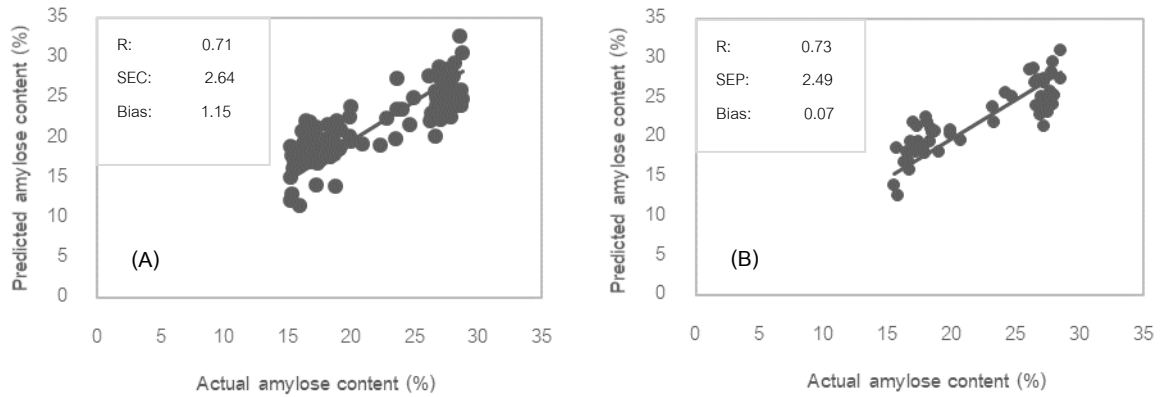 Predicted amylose content (%)
35
30
25
20
15
10
5
0
R: 0.71
SEC: 2.64
Bias: 1.15
(A)
0 5 10 15 20 25 30 35
Actual amylose content (%)
Predicted amylose content (%)
35
30
25
20
15
10
5
0
R: 0.73
SEP: 2.49
Bias: 0.07
(B)
0 5 10 15 20 25 30 35
Actual amylose content (%)